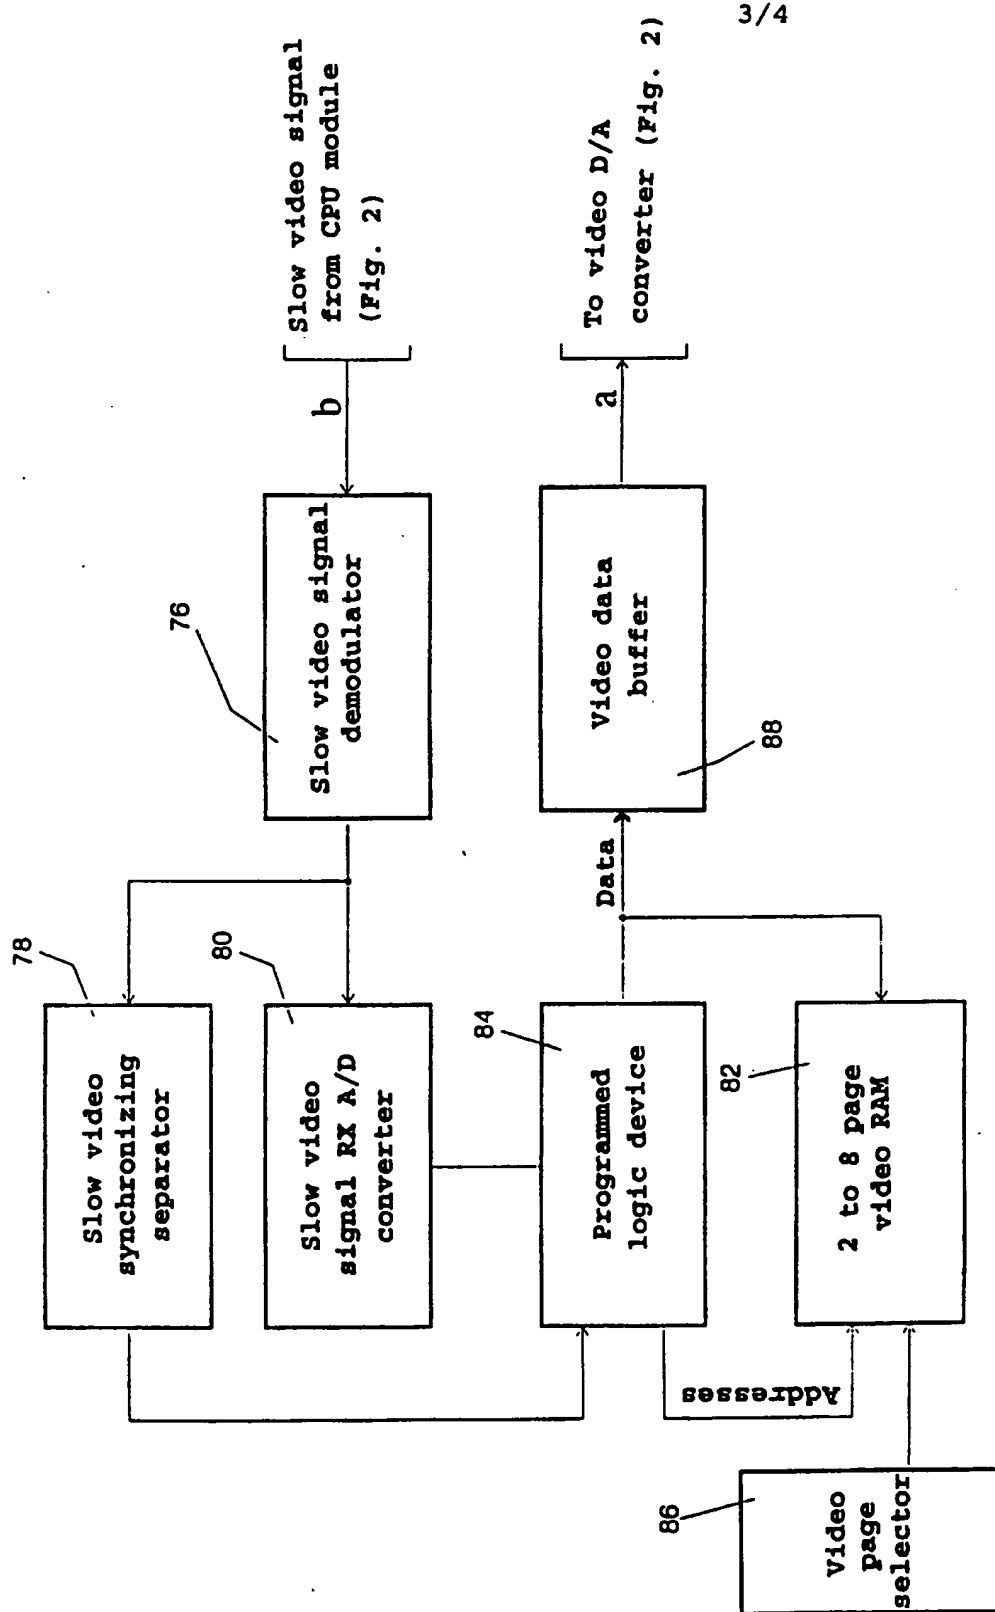 3/4
Slow video signal
from CPU module
(Fig. 2)
b
To video D/A
converter (Fig. 2)
a
76
Slow video signal
demodulator
Video data
buffer
88
Data
78
Slow video
synchronizing
separator
80
Slow video
signal RX A/D
converter
84
Programmed
logic device
82
2 to 8 page
video RAM
Addresses
86
Video
page
selector